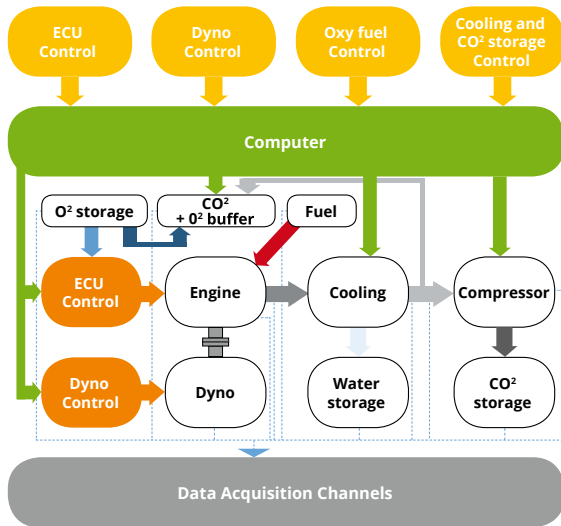 ECU
Control
Dyno
Control
Oxy fuel
Control
Cooling and
CO² storage
Control
Computer
O² storage
CO²
+ 0² buffer
Fuel
ECU
Control
Engine
Cooling
Compressor
Dyno
Control
Dyno
Water
storage
CO²
storage
Data Acquisition Channels